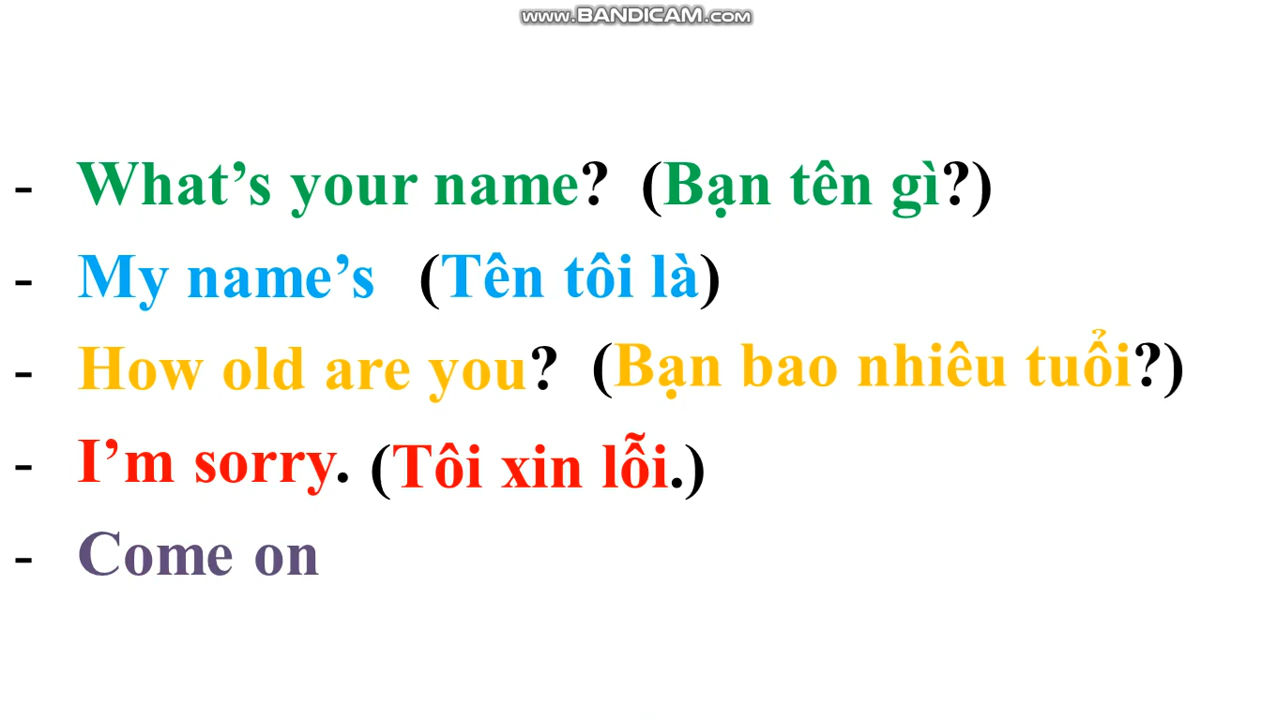 www.BANDICAM.com
- What’s your name? (Bạn tên gì?)
- My name’s (Tên tôi là)
- How old are you? (Bạn bao nhiêu tuổi?)
- I’m sorry. (Tôi xin lỗi.)
- Come on